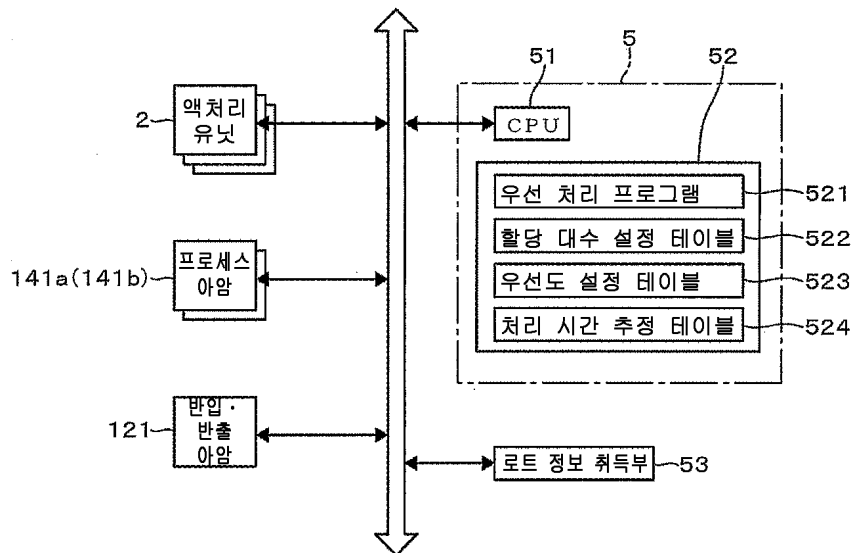 5
51
52
액처리
유닛
2
CPU
우선 처리 프로그램
521
할당 대수 설정 테이블
522
우선도 설정 테이블
523
처리 시간 추정 테이블
524
141a(141b)
프로세스
아암
121
반입·
반출
아암
로트 정보 취득부
53